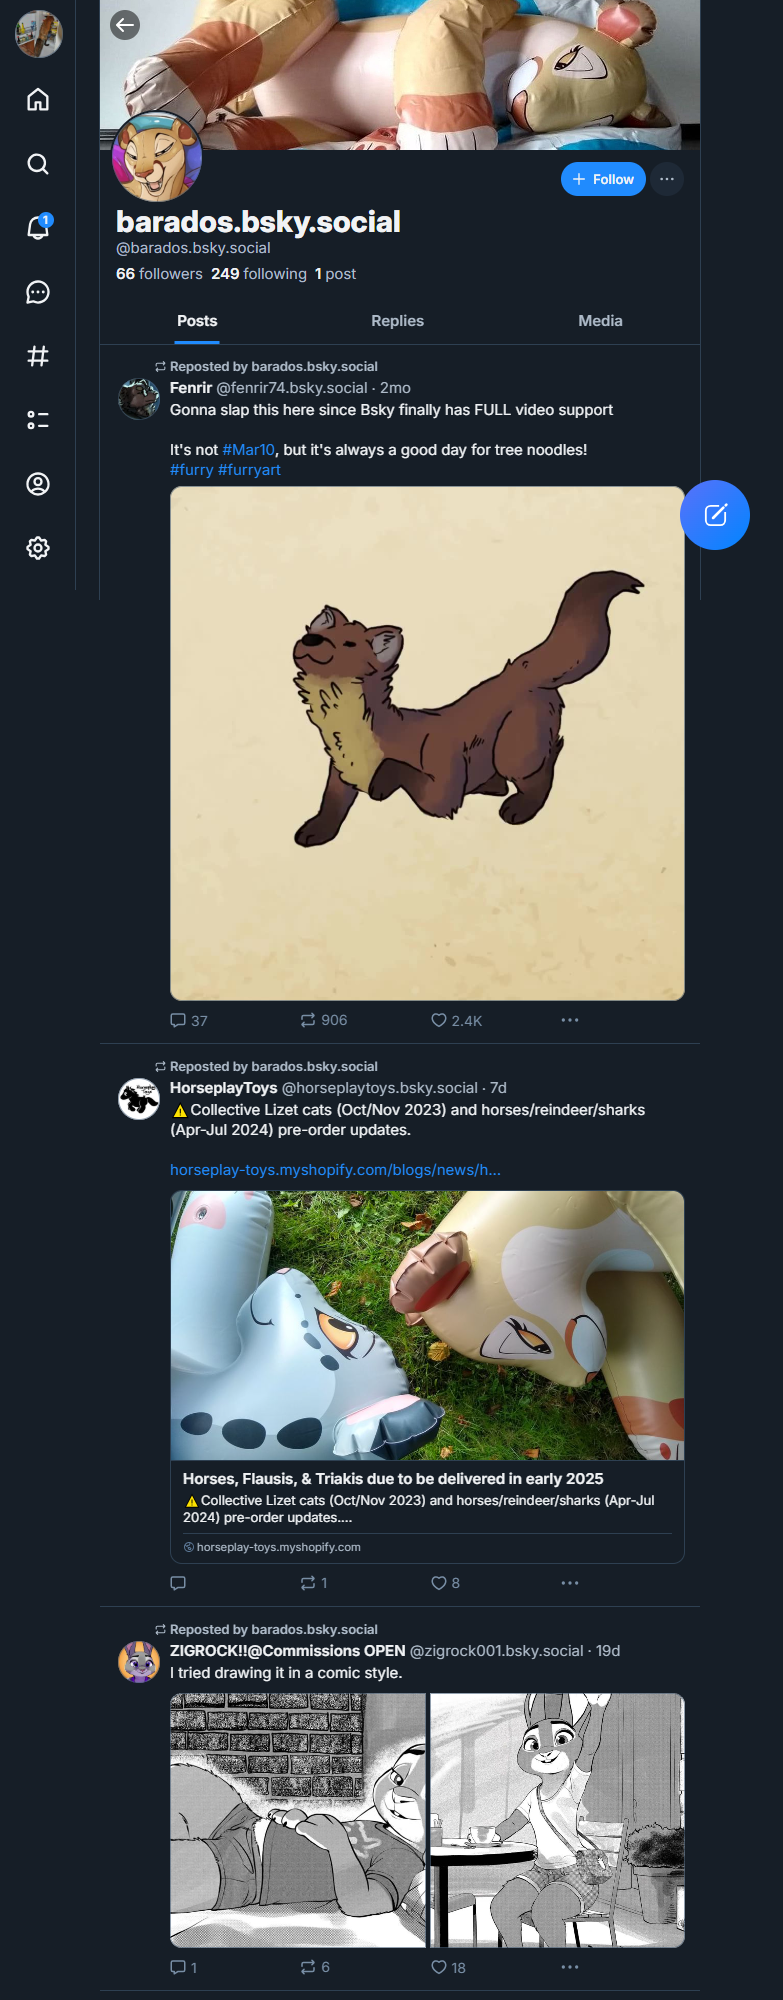 1
+ Follow
barados.bsky.social
@barados.bsky.social
66 followers 249 following 1 post
Posts Replies Media
Reposted by barados.bsky.social
Fenrir @fenrir74.bsky.social · 2mo
Gonna slap this here since Bsky finally has FULL video support
It's not #Mar10, but it's always a good day for tree noodles!
#furry #furryart
37 906 2.4K
Reposted by barados.bsky.social
HorseplayToys @horseplaytoys.bsky.social · 7d
⚠️Collective Lizet cats (Oct/Nov 2023) and horses/reindeer/sharks
(Apr-Jul 2024) pre-order updates.
horseplay-toys.myshopify.com/blogs/news/h...
Horses, Flausis, & Triakis due to be delivered in early 2025
⚠️Collective Lizet cats (Oct/Nov 2023) and horses/reindeer/sharks (Apr-Jul
2024) pre-order updates....
horseplay-toys.myshopify.com
1 8
Reposted by barados.bsky.social
ZIGROCK!!@Commissions OPEN @zigrock001.bsky.social · 19d
I tried drawing it in a comic style.
1 6 18